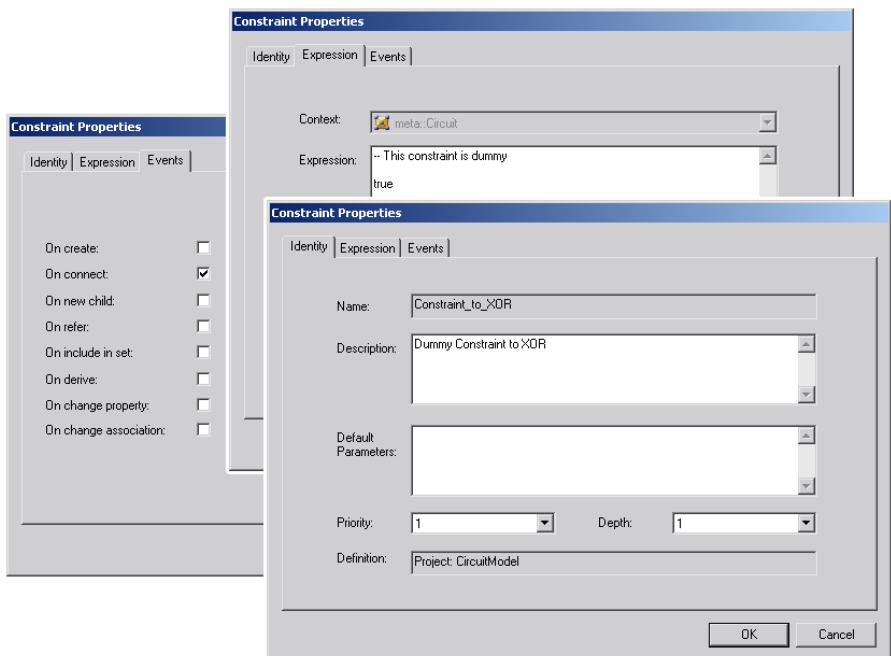 Constraint Properties
Identity Expression Events
Context: meta::Circuit
Expression: -- This constraint is dummy
true
Constraint Properties
Identity Expression Events
On create:
On connect:
On new child:
On refer:
On include in set:
On derive:
On change property:
On change association:
Constraint Properties
Identity Expression Events
Name: Constraint_to_XOR
Description: Dummy Constraint to XOR
Default
Parameters:
Priority: 1 Depth: 1
Definition: Project: CircuitModel
OK Cancel